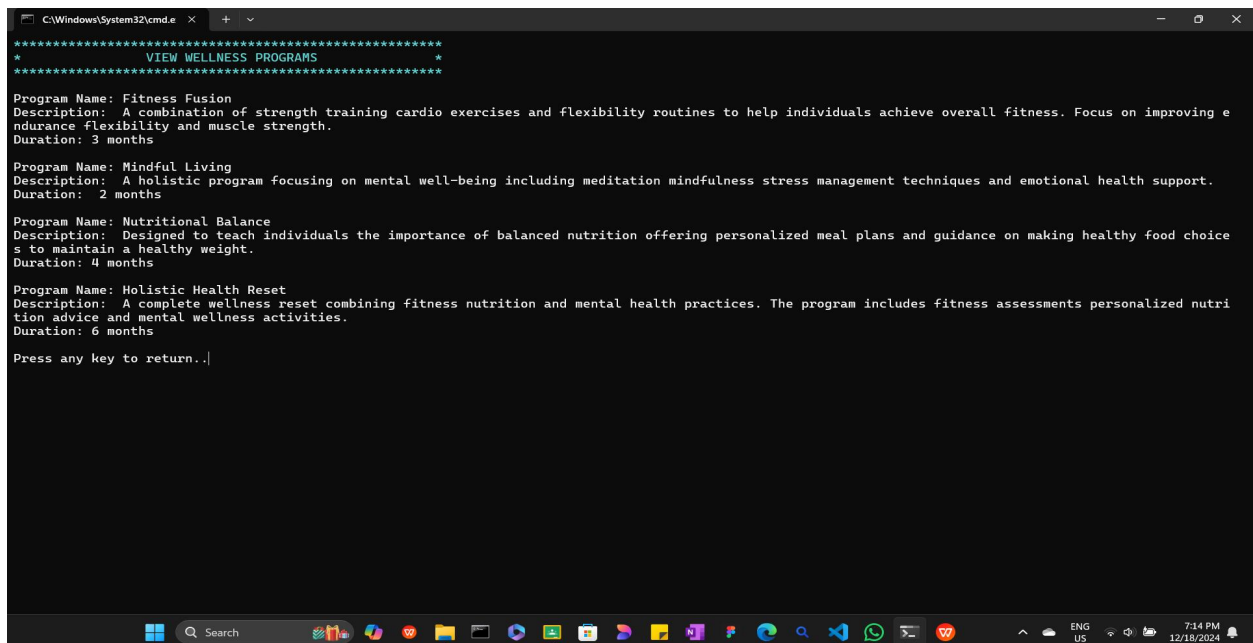 C:\Windows\System32\cmd.e
*******************************************************
*                VIEW WELLNESS PROGRAMS               *
*******************************************************
Program Name: Fitness Fusion
Description:  A combination of strength training cardio exercises and flexibility routines to help individuals achieve overall fitness. Focus on improving e
ndurance flexibility and muscle strength.
Duration: 3 months
Program Name: Mindful Living
Description:  A holistic program focusing on mental well-being including meditation mindfulness stress management techniques and emotional health support.
Duration:  2 months
Program Name: Nutritional Balance
Description:  Designed to teach individuals the importance of balanced nutrition offering personalized meal plans and guidance on making healthy food choice
s to maintain a healthy weight.
Duration: 4 months
Program Name: Holistic Health Reset
Description:  A complete wellness reset combining fitness nutrition and mental health practices. The program includes fitness assessments personalized nutri
tion advice and mental wellness activities.
Duration: 6 months
Press any key to return..
Search
ENG
US
7:14 PM
12/18/2024